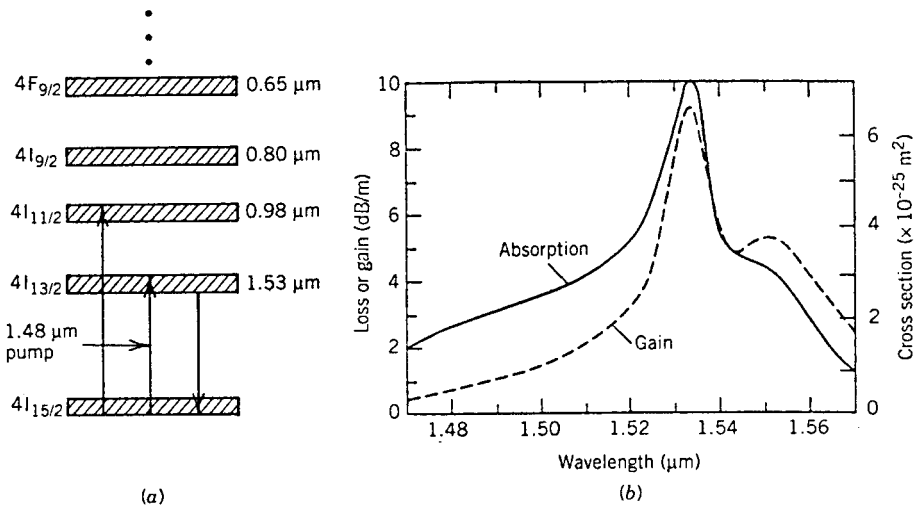 4F9/2 0.65 μm
4I9/2 0.80 μm
4I11/2 0.98 μm
4I13/2 1.53 μm
1.48 μm
pump
4I15/2
(a)
Loss or gain (dB/m)
10
8
6
4
2
0
Absorption
Gain
6
4
2
0
Cross section (× 10−25 m2)
1.48 1.50 1.52 1.54 1.56
Wavelength (μm)
(b)